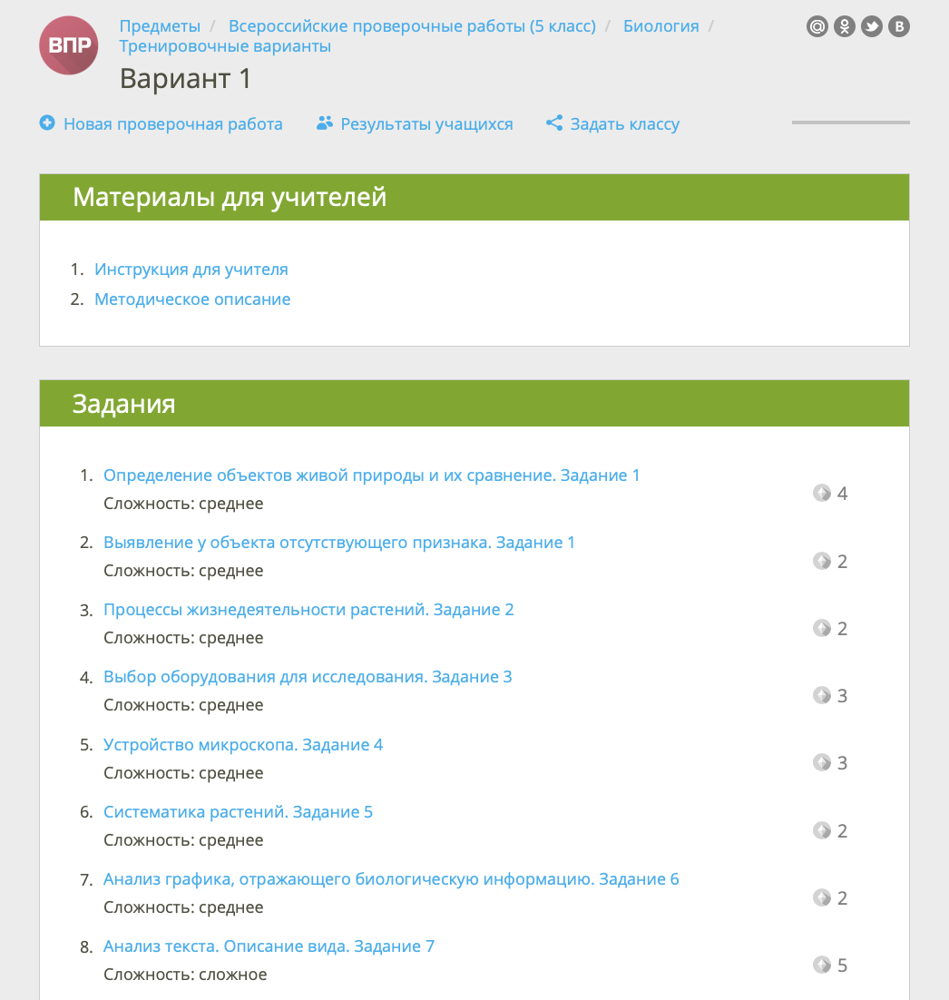 ВПР
Предметы / Всероссийские проверочные работы (5 класс) / Биология /
Тренировочные варианты
Вариант 1
Новая проверочная работа Результаты учащихся Задать классу
Материалы для учителей
1. Инструкция для учителя
2. Методическое описание
Задания
1. Определение объектов живой природы и их сравнение. Задание 1
Сложность: среднее
4
2. Выявление у объекта отсутствующего признака. Задание 1
Сложность: среднее
2
3. Процессы жизнедеятельности растений. Задание 2
Сложность: среднее
2
4. Выбор оборудования для исследования. Задание 3
Сложность: среднее
3
5. Устройство микроскопа. Задание 4
Сложность: среднее
3
6. Систематика растений. Задание 5
Сложность: среднее
2
7. Анализ графика, отражающего биологическую информацию. Задание 6
Сложность: среднее
2
8. Анализ текста. Описание вида. Задание 7
Сложность: сложное
5